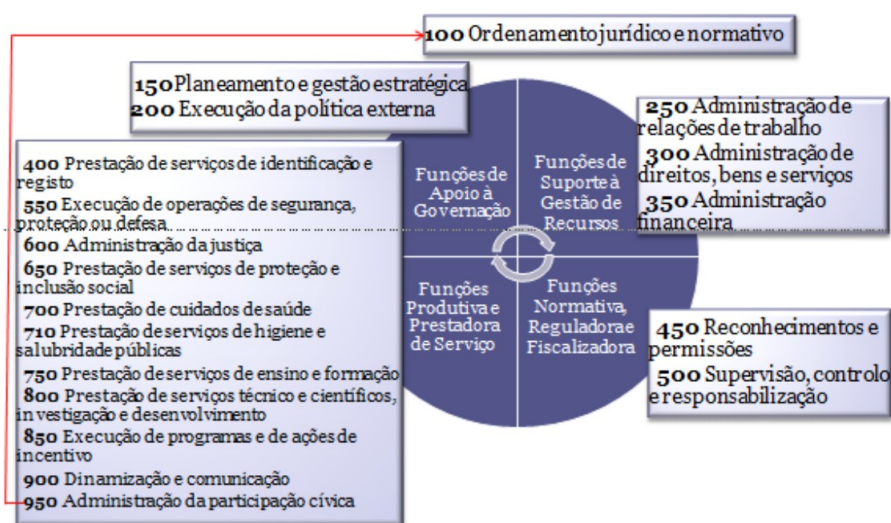 100 Ordenamento jurídico e normativo
150 Planeamento e gestão estratégica
200 Execução da política externa
250 Administração de
relações de trabalho
300 Administração de
direitos, bens e serviços
350 Administração
financeira
400 Prestação de serviços de identificação e
registo
550 Execução de operações de segurança,
proteção ou defesa
600 Administração da justiça
650 Prestação de serviços de proteção e
inclusão social
700 Prestação de cuidados de saúde
710 Prestação de serviços de higiene e
salubridade públicas
750 Prestação de serviços de ensino e formação
800 Prestação de serviços técnico e científicos,
investigação e desenvolvimento
850 Execução de programas e de ações de
incentivo
900 Dinamização e comunicação
950 Administração da participação cívica
Funções de
Apoio à
Governação
Funções de
Suporte à
Gestão de
Recursos
Funções
Produtiva e
Prestadora
de Serviço
Funções
Normativa,
Reguladora e
Fiscalizadora
450 Reconhecimentos e
permissões
500 Supervisão, controlo
e responsabilização